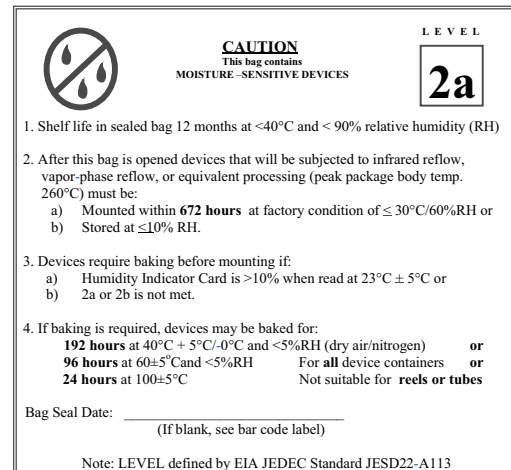 LEVEL
CAUTION
This bag contains
MOISTURE –SENSITIVE DEVICES
2a
1. Shelf life in sealed bag 12 months at <40°C and < 90% relative humidity (RH)
2. After this bag is opened devices that will be subjected to infrared reflow,
vapor-phase reflow, or equivalent processing (peak package body temp.
260°C) must be:
a) Mounted within 672 hours at factory condition of ≤ 30°C/60%RH or
b) Stored at ≤10% RH.
3. Devices require baking before mounting if:
a) Humidity Indicator Card is >10% when read at 23°C ± 5°C or
b) 2a or 2b is not met.
4. If baking is required, devices may be baked for:
192 hours at 40°C + 5°C/-0°C and <5%RH (dry air/nitrogen) or
96 hours at 60±5°Cand <5%RH For all device containers or
24 hours at 100±5°C Not suitable for reels or tubes
Bag Seal Date: ______________________________
(If blank, see bar code label)
Note: LEVEL defined by EIA JEDEC Standard JESD22-A113